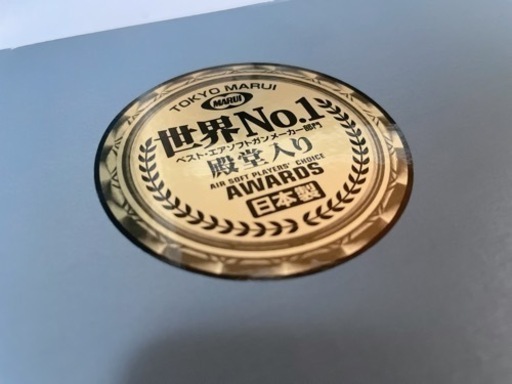 TOKYO MARUI
MARUI
世界No.1
ベスト・エアソフトガンメーカー部門
殿堂入り
AIR SOFT PLAYERS' CHOICE
AWARDS
日本製